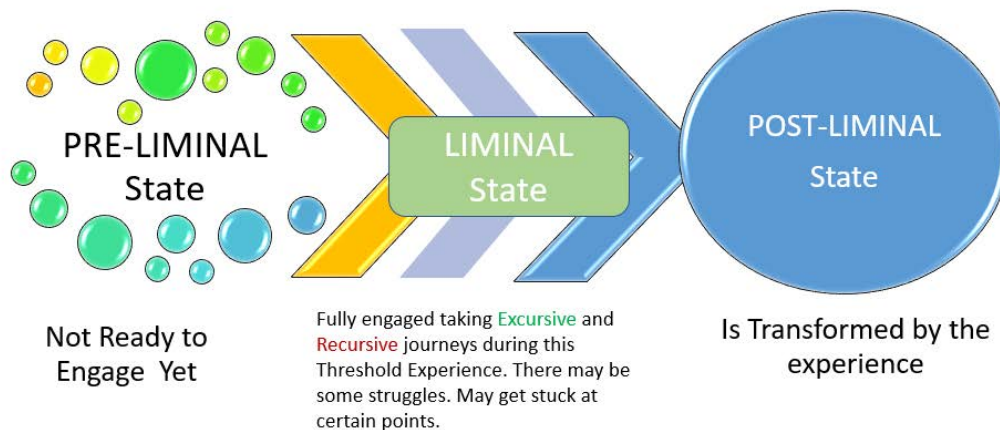 PRE-LIMINAL
State
LIMINAL
State
POST-LIMINAL
State
Not Ready to
Engage Yet
Fully engaged taking Excursive and
Recursive journeys during this
Threshold Experience. There may be
some struggles. May get stuck at
certain points.
Is Transformed by the
experience